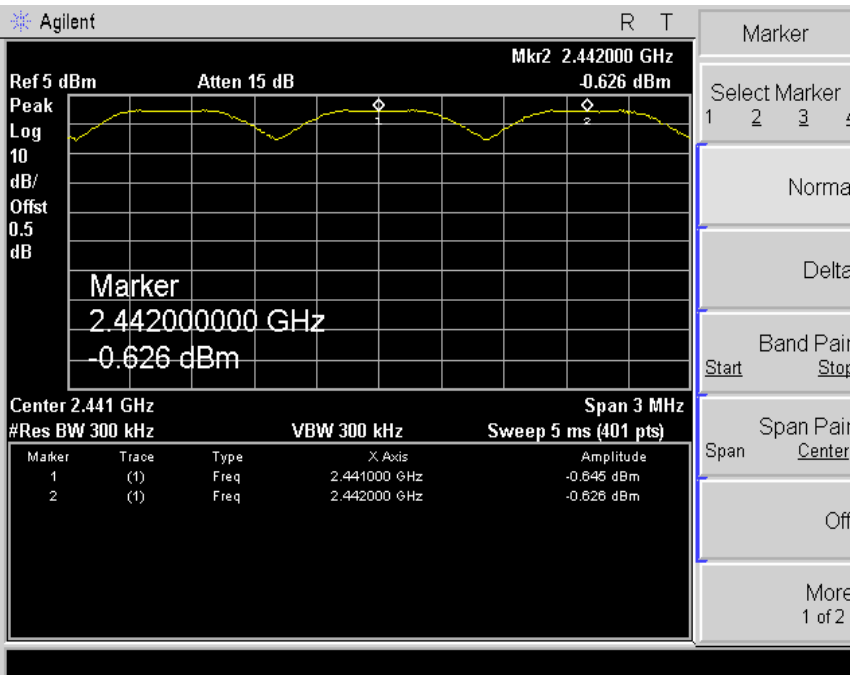 Agilent R T
Mkr2 2.442000 GHz
Ref 5 dBm Atten 15 dB -0.626 dBm
Peak
Log
10
dB/
Offst
0.5
dB
1 2
Marker
2.442000000 GHz
-0.626 dBm
Center 2.441 GHz Span 3 MHz
#Res BW 300 kHz VBW 300 kHz Sweep 5 ms (401 pts)
Marker Trace Type X Axis Amplitude
1 (1) Freq 2.441000 GHz -0.645 dBm
2 (1) Freq 2.442000 GHz -0.626 dBm
Marker
Select Marker
1 2 3 4
Norma
Delta
Band Pair
Start Stop
Span Pair
Span Center
Off
More
1 of 2